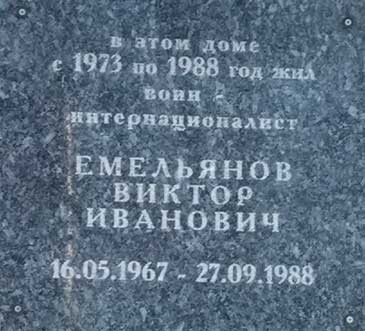 в этом доме
с 1973 по 1988 год жил
воин -
интернационалист
ЕМЕЛЬЯНОВ
ВИКТОР
ИВАНОВИЧ
16.05.1967 - 27.09.1988